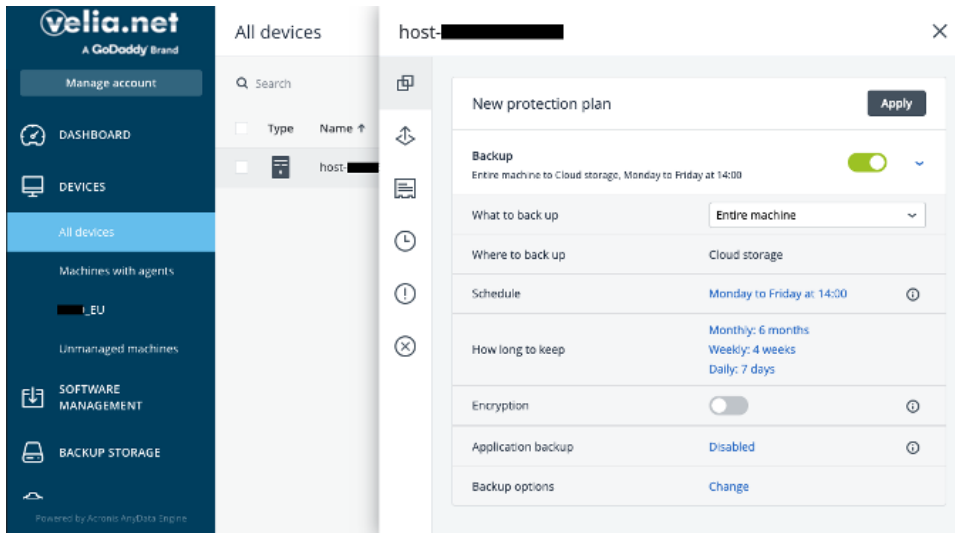 velia.net
A GoDaddy Brand
Manage account
DASHBOARD
DEVICES
All devices
Machines with agents
_EU
Unmanaged machines
SOFTWARE
MANAGEMENT
BACKUP STORAGE
Powered by Acronis AnyData Engine
All devices
Search
Type Name
host-
host-
New protection plan
Apply
Backup
Entire machine to Cloud storage, Monday to Friday at 14:00
What to back up Entire machine
Where to back up Cloud storage
Schedule Monday to Friday at 14:00
How long to keep
Monthly: 6 months
Weekly: 4 weeks
Daily: 7 days
Encryption
Application backup Disabled
Backup options Change